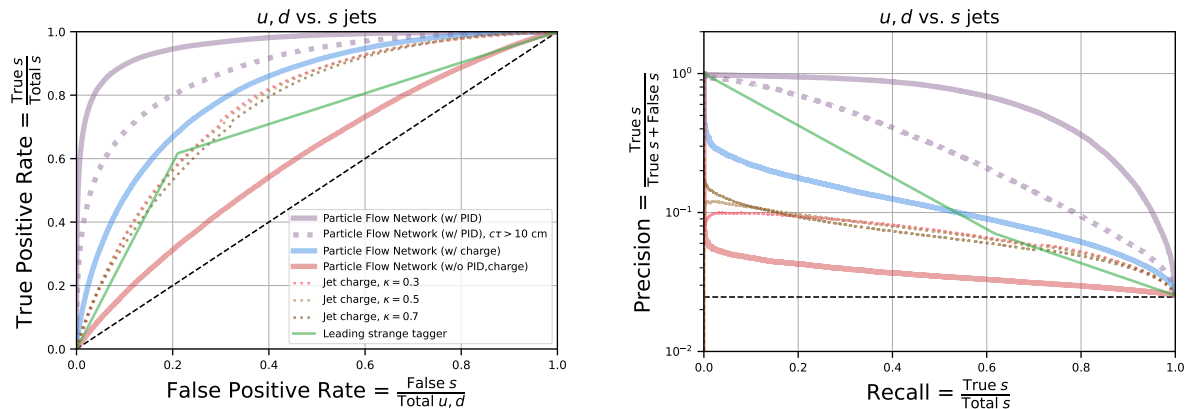 u, d vs. s jets
True Positive Rate = True s / Total s
1.0
0.8
0.6
0.4
0.2
0.0
Particle Flow Network (w/ PID)
Particle Flow Network (w/ PID), cτ > 10 cm
Particle Flow Network (w/ charge)
Particle Flow Network (w/o PID,charge)
Jet charge, κ = 0.3
Jet charge, κ = 0.5
Jet charge, κ = 0.7
Leading strange tagger
0.0 0.2 0.4 0.6 0.8 1.0
False Positive Rate = False s / Total u, d
u, d vs. s jets
Precision = True s / True s + False s
10⁰
10⁻¹
10⁻²
0.0 0.2 0.4 0.6 0.8 1.0
Recall = True s / Total s